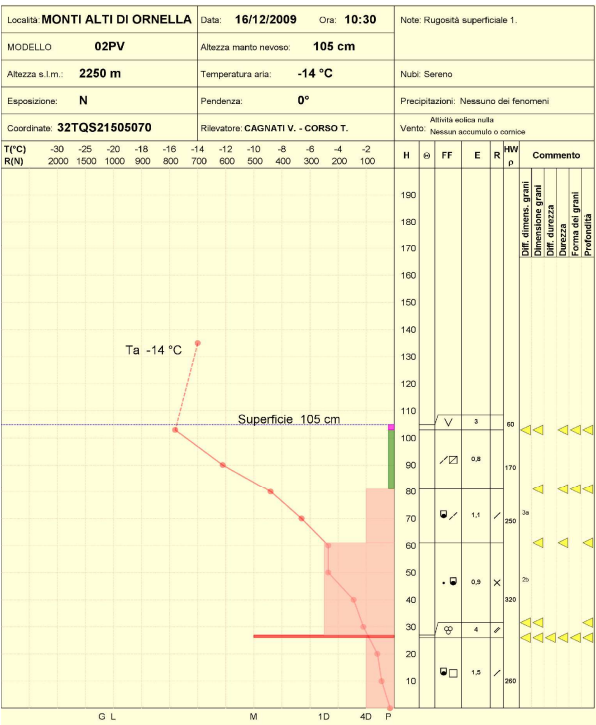 Località: MONTI ALTI DI ORNELLA Data: 16/12/2009 Ora: 10:30 Note: Rugosità superficiale 1.
MODELLO 02PV Altezza manto nevoso: 105 cm
Altezza s.l.m.: 2250 m Temperatura aria: -14 °C Nubi: Sereno
Esposizione: N Pendenza: 0° Precipitazioni: Nessuno dei fenomeni
Coordinate: 32TQS21505070 Rilevatore: CAGNATI V. - CORSO T. Vento: Attività eolica nulla
Nessun accumulo o cornice
T(°C) -30 -25 -20 -18 -16 -14 -12 -10 -8 -6 -4 -2 H Θ FF E R HW Commento
R(N) 2000 1500 1000 900 800 700 600 500 400 300 200 100 ρ
Diff. dimens. grani
Dimensione grani
Diff. durezza
Durezza
Forma dei grani
Profondità
190
180
170
160
150
140
Ta -14 °C
130
120
110
Superficie 105 cm
3 60
100
90 0,8 170
80
70 1,1 250 3a
60
50 0,9 2b
40 320
30 4
20
10 1,5 260
G L M 1D 4D P